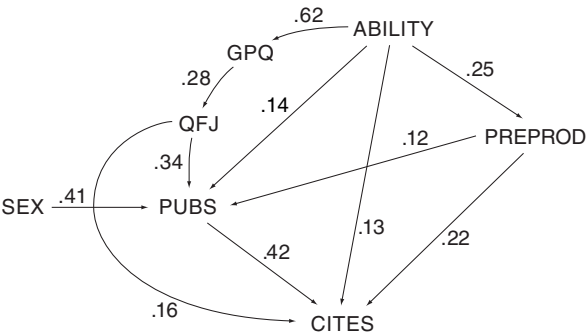 .62
ABILITY
GPQ
.28
.25
.14
QFJ
.12
PREPROD
.34
.41
SEX
PUBS
.13
.42
.22
.16
CITES